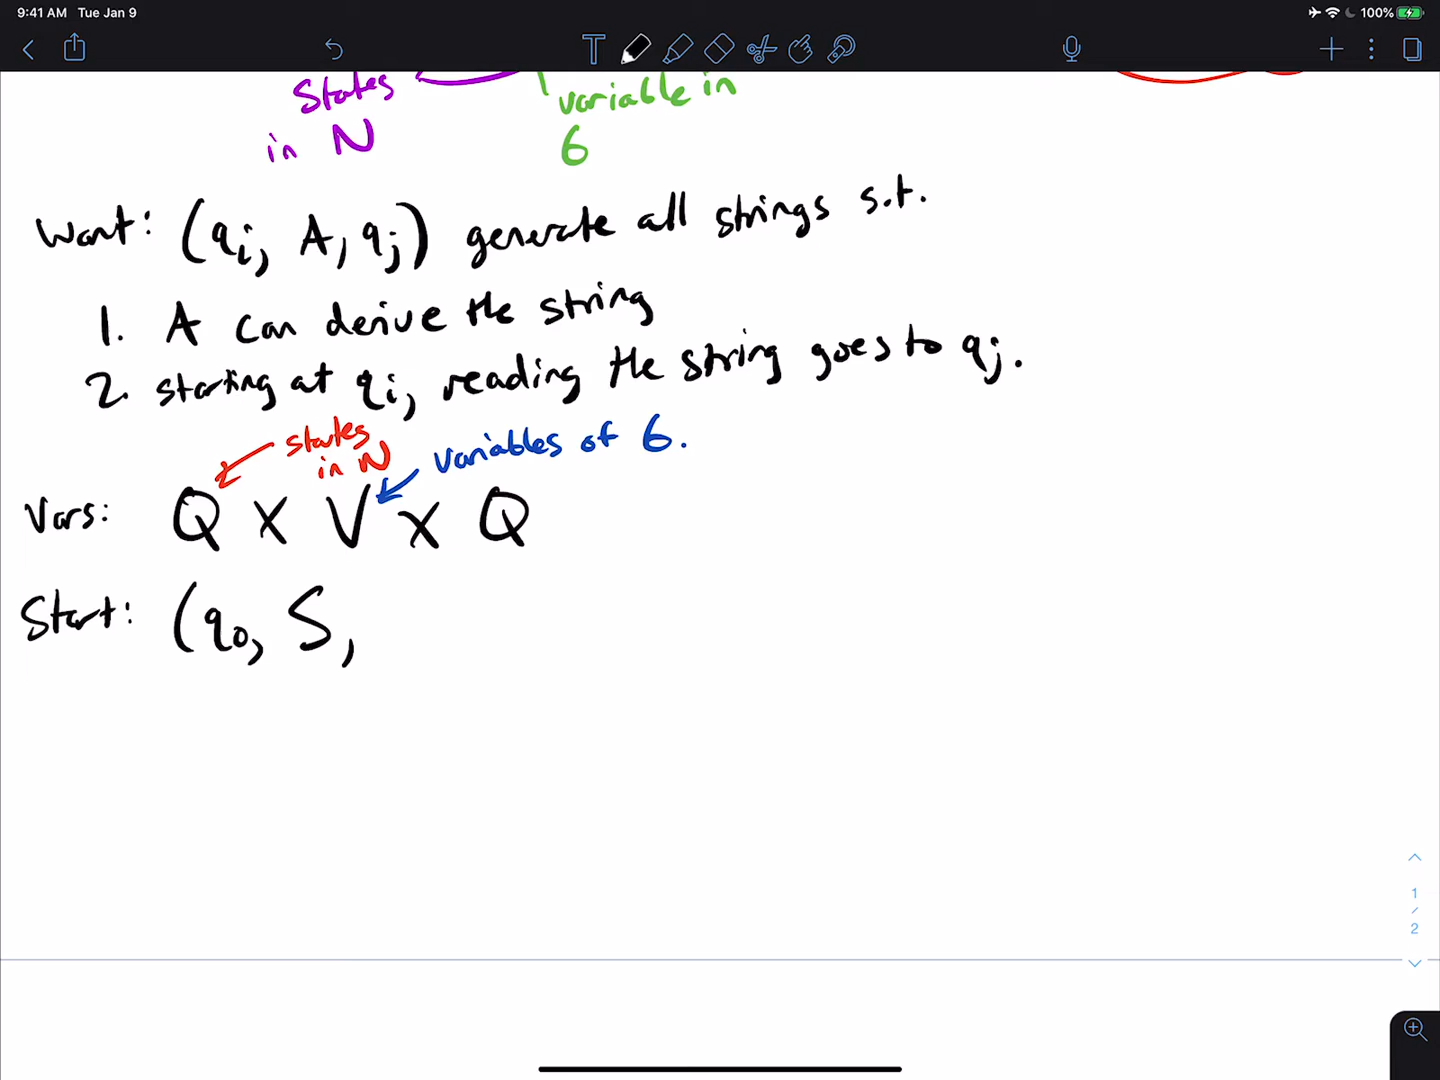 9:41 AM Tue Jan 9 100%
States
in N
variable in
G
Want: (qi, A, qj) generate all strings s.t.
1. A can derive the string
2. starting at qi, reading the string goes to qj.
states
in N
variables of G.
Vars: Q x V x Q
Start: (q0, S,
1
/
2